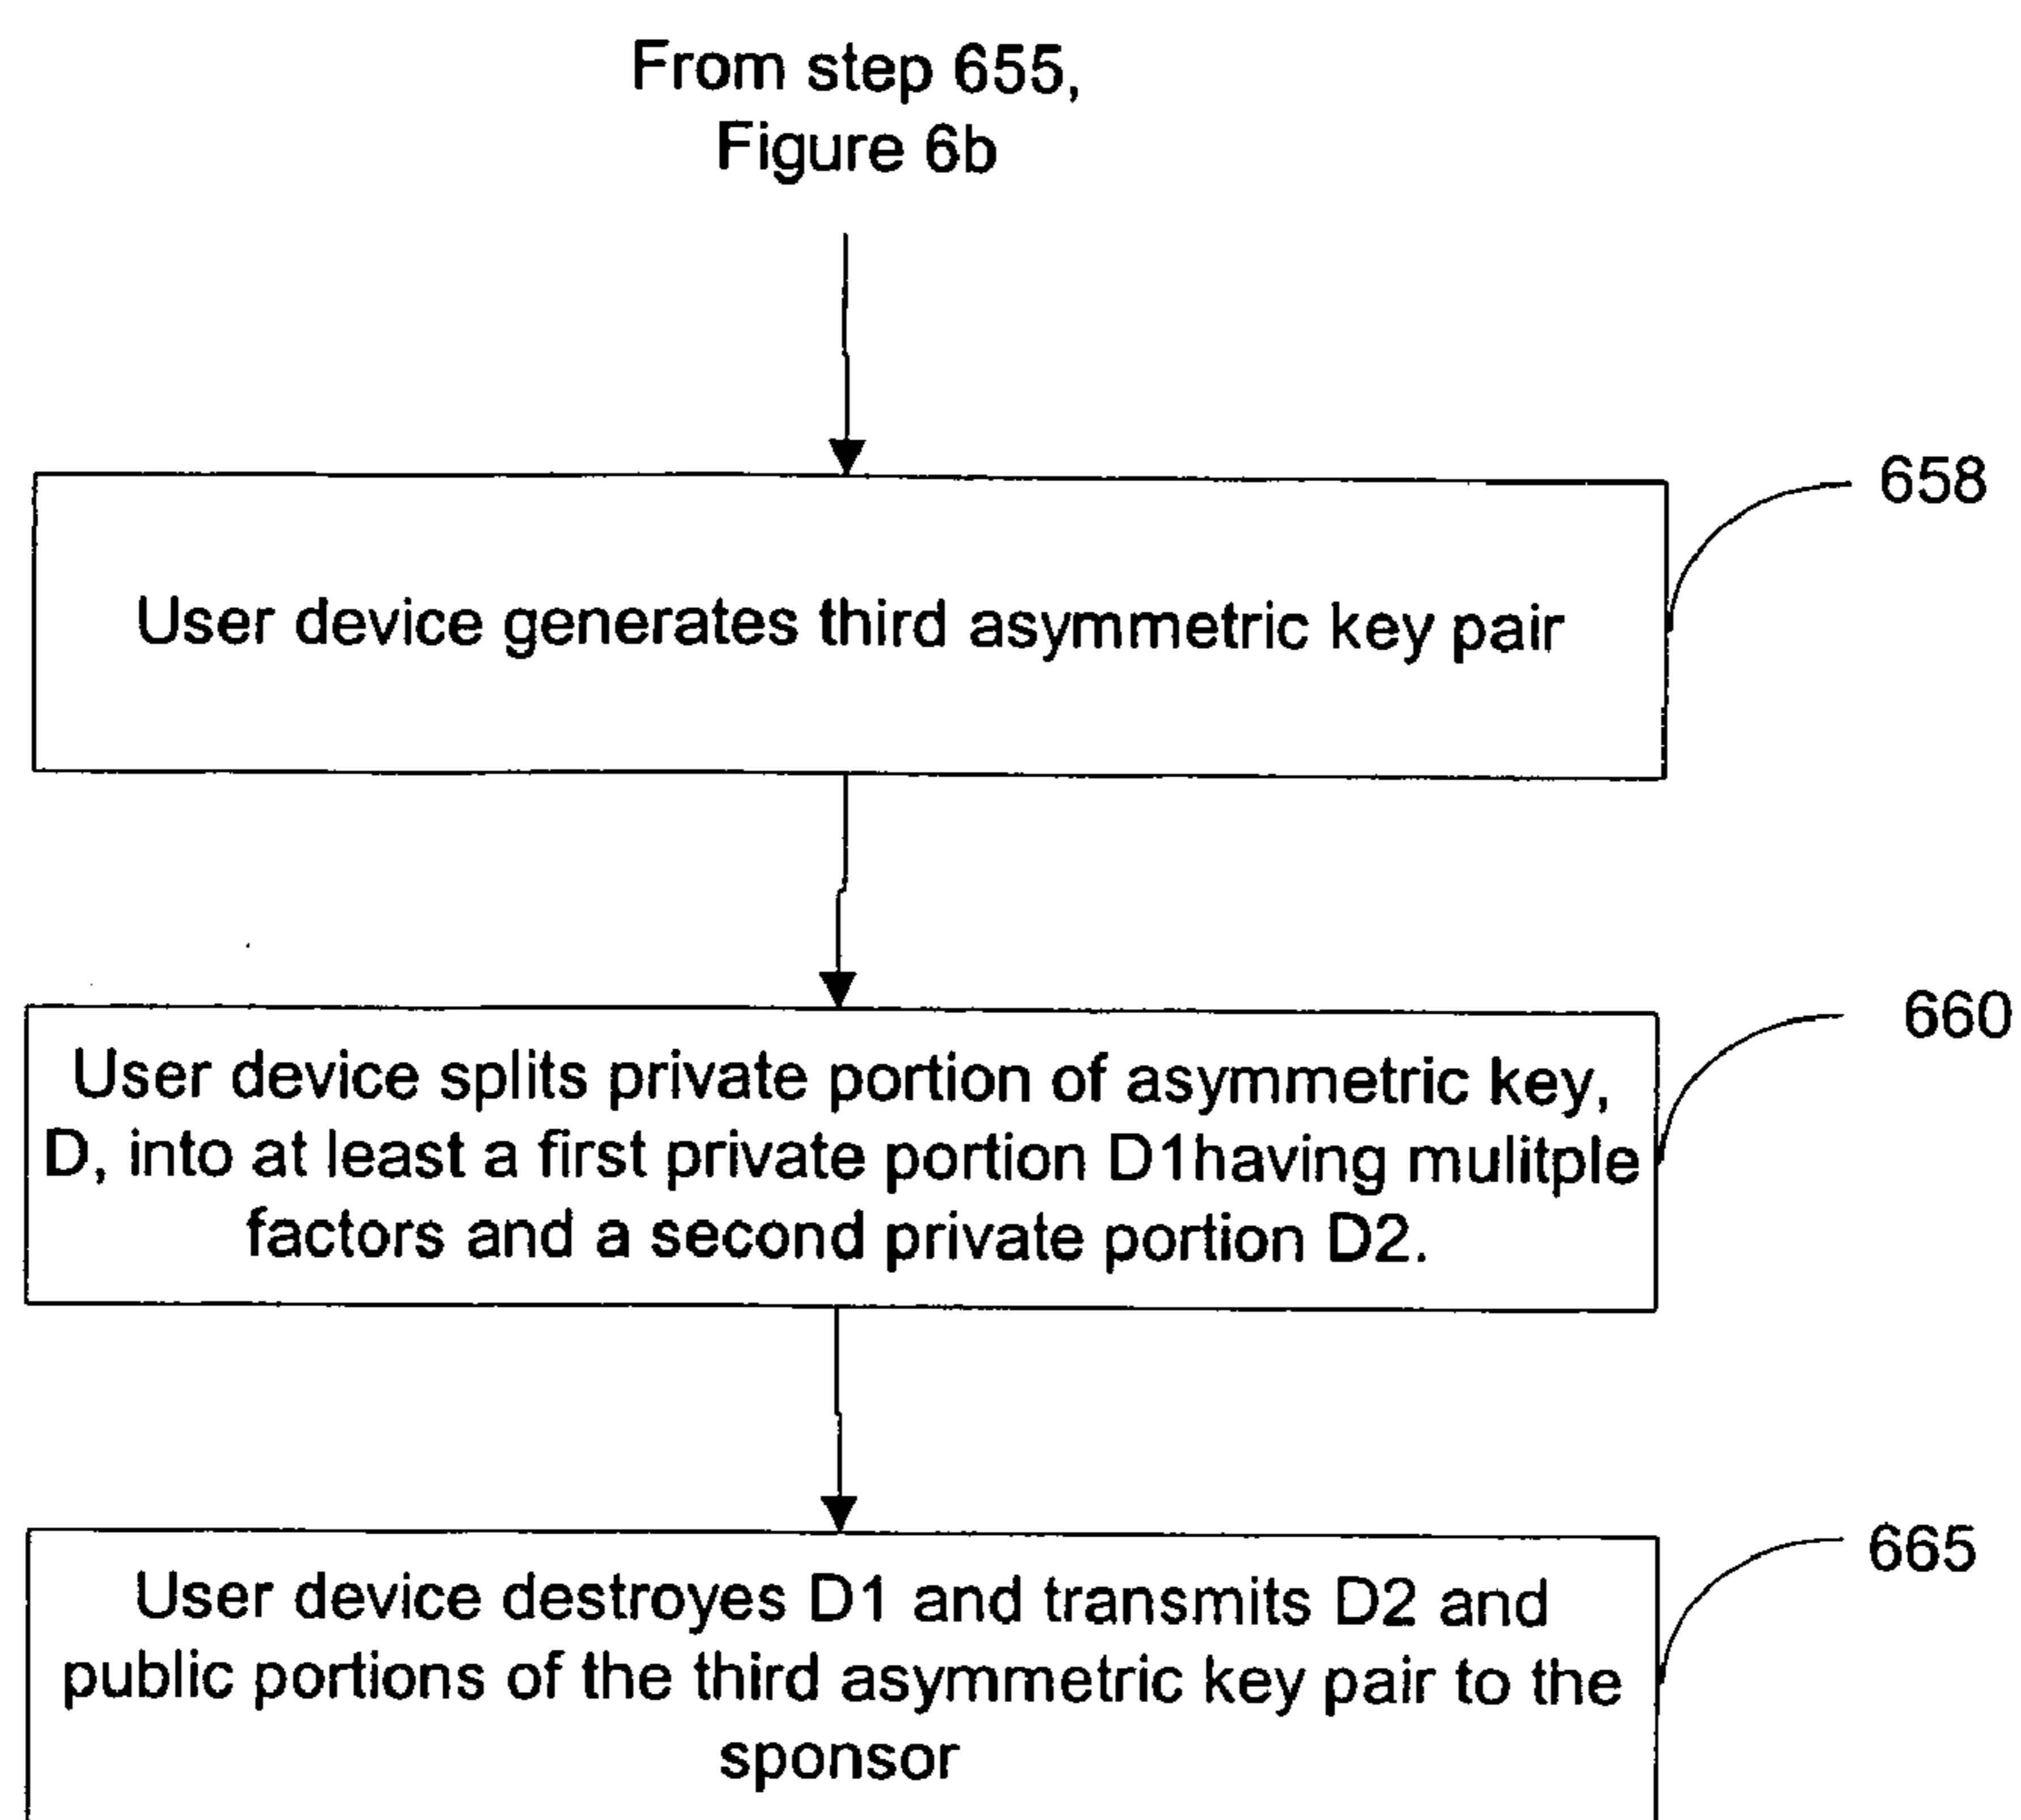 From step 655,
Figure 6b
658
User device generates third asymmetric key pair
660
User device splits private portion of asymmetric key,
D, into at least a first private portion D1having mulitple
factors and a second private portion D2.
665
User device destroyes D1 and transmits D2 and
public portions of the third asymmetric key pair to the
sponsor